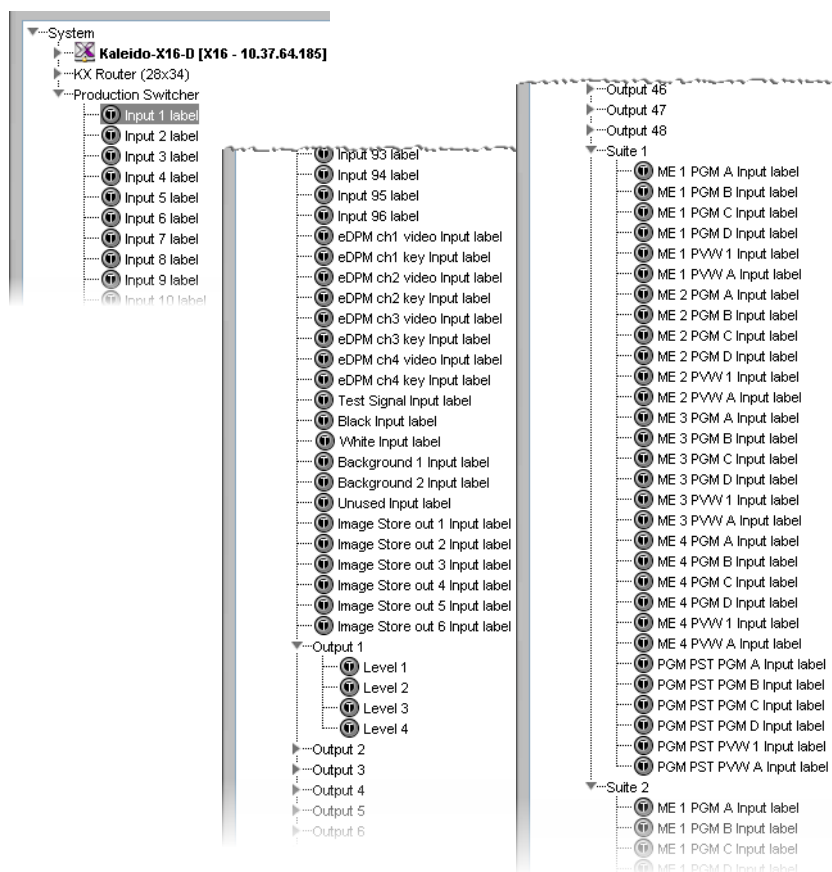 System
Kaleido-X16-D [X16 - 10.37.64.185]
KX Router (28x34)
Production Switcher
Input 1 label
Input 2 label
Input 3 label
Input 4 label
Input 5 label
Input 6 label
Input 7 label
Input 8 label
Input 9 label
Input 10 label
Input 93 label
Input 94 label
Input 95 label
Input 96 label
eDPM ch1 video Input label
eDPM ch1 key Input label
eDPM ch2 video Input label
eDPM ch2 key Input label
eDPM ch3 video Input label
eDPM ch3 key Input label
eDPM ch4 video Input label
eDPM ch4 key Input label
Test Signal Input label
Black Input label
White Input label
Background 1 Input label
Background 2 Input label
Unused Input label
Image Store out 1 Input label
Image Store out 2 Input label
Image Store out 3 Input label
Image Store out 4 Input label
Image Store out 5 Input label
Image Store out 6 Input label
Output 1
Level 1
Level 2
Level 3
Level 4
Output 2
Output 3
Output 4
Output 5
Output 6
Output 46
Output 47
Output 48
Suite 1
ME 1 PGM A Input label
ME 1 PGM B Input label
ME 1 PGM C Input label
ME 1 PGM D Input label
ME 1 PVW 1 Input label
ME 1 PVW A Input label
ME 2 PGM A Input label
ME 2 PGM B Input label
ME 2 PGM C Input label
ME 2 PGM D Input label
ME 2 PVW 1 Input label
ME 2 PVW A Input label
ME 3 PGM A Input label
ME 3 PGM B Input label
ME 3 PGM C Input label
ME 3 PGM D Input label
ME 3 PVW 1 Input label
ME 3 PVW A Input label
ME 4 PGM A Input label
ME 4 PGM B Input label
ME 4 PGM C Input label
ME 4 PGM D Input label
ME 4 PVW 1 Input label
ME 4 PVW A Input label
PGM PST PGM A Input label
PGM PST PGM B Input label
PGM PST PGM C Input label
PGM PST PGM D Input label
PGM PST PVW 1 Input label
PGM PST PVW A Input label
Suite 2
ME 1 PGM A Input label
ME 1 PGM B Input label
ME 1 PGM C Input label
ME 1 PGM D Input label